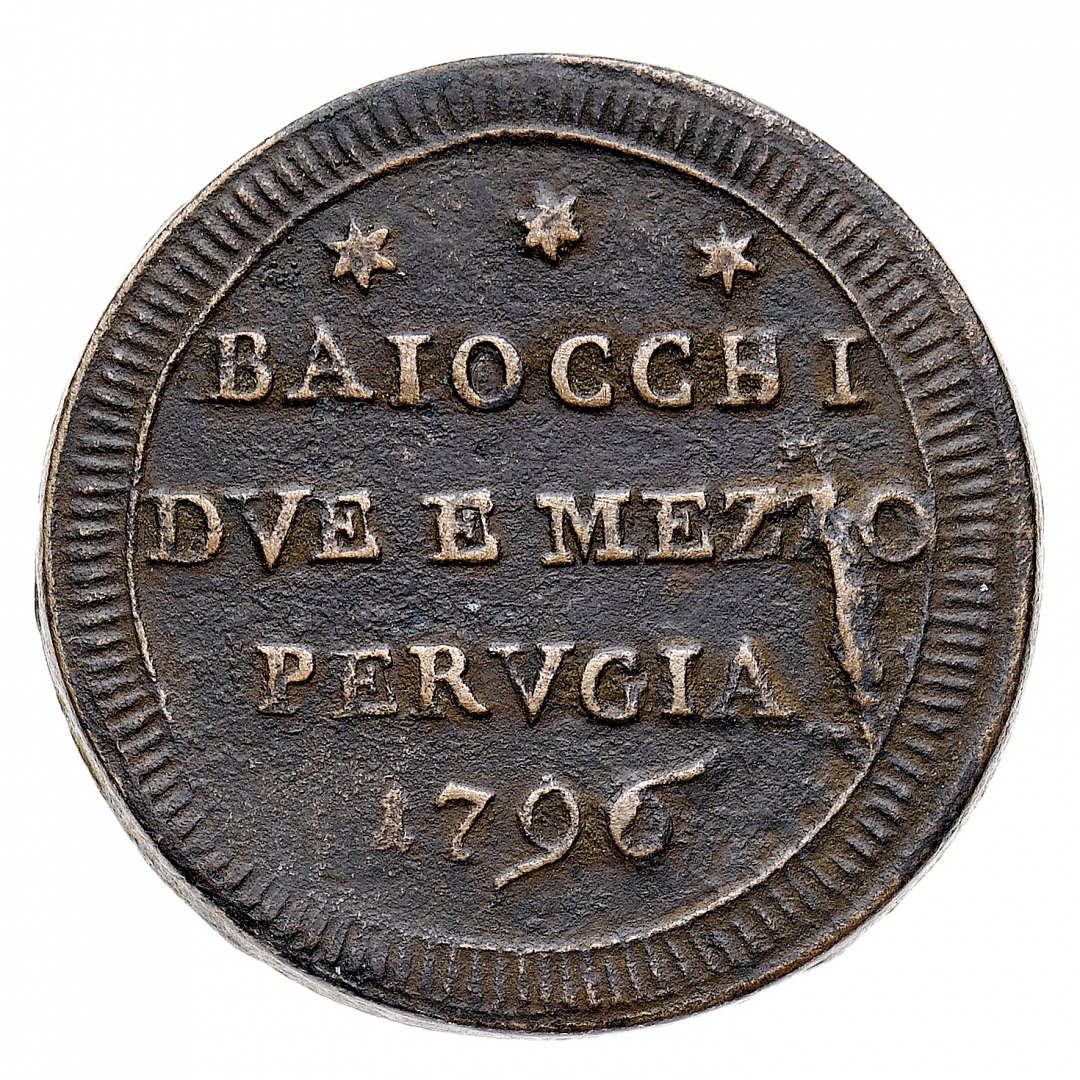 BAIOCCHI
DVE E MEZZO
PERVGIA
1796